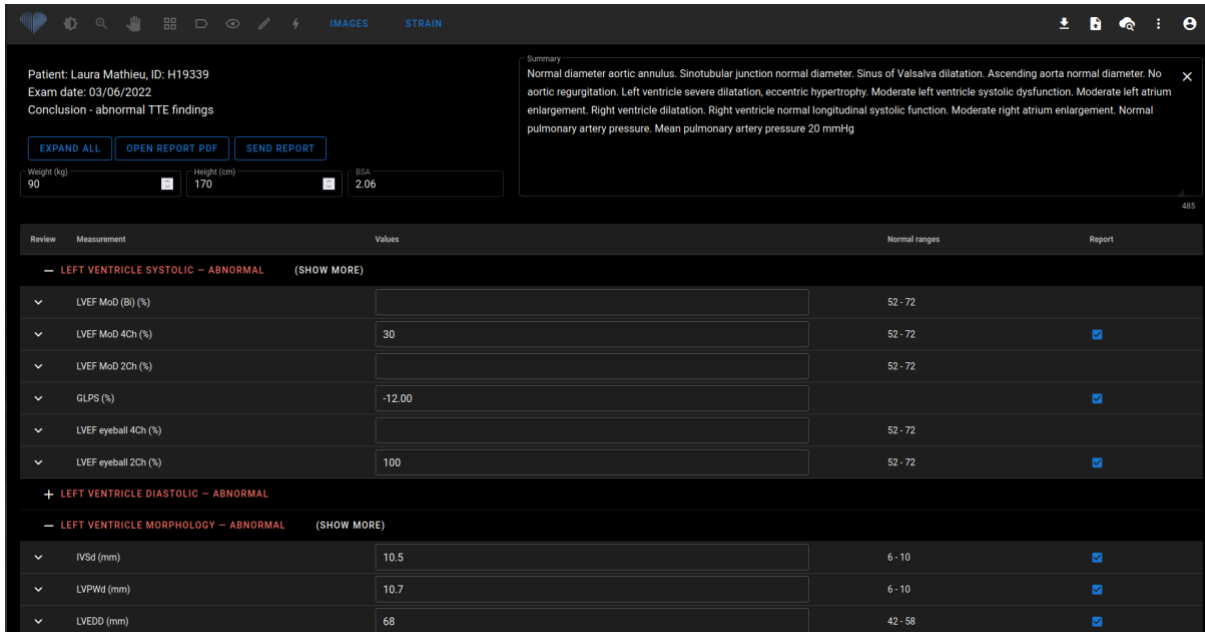 IMAGES STRAIN
Patient: Laura Mathieu, ID: H19339
Exam date: 03/06/2022
Conclusion - abnormal TTE findings
EXPAND ALL OPEN REPORT PDF SEND REPORT
Weight (kg) Height (cm) BSA
90 170 2.06
Summary
Normal diameter aortic annulus. Sinotubular junction normal diameter. Sinus of Valsalva dilatation. Ascending aorta normal diameter. No
aortic regurgitation. Left ventricle severe dilatation, eccentric hypertrophy. Moderate left ventricle systolic dysfunction. Moderate left atrium
enlargement. Right ventricle dilatation. Right ventricle normal longitudinal systolic function. Moderate right atrium enlargement. Normal
pulmonary artery pressure. Mean pulmonary artery pressure 20 mmHg
485
Review Measurement Values Normal ranges Report
LEFT VENTRICLE SYSTOLIC – ABNORMAL (SHOW MORE)
LVEF MoD (Bi) (%) 52 - 72
LVEF MoD 4Ch (%) 30 52 - 72
LVEF MoD 2Ch (%) 52 - 72
GLPS (%) -12.00
LVEF eyeball 4Ch (%) 52 - 72
LVEF eyeball 2Ch (%) 100 52 - 72
LEFT VENTRICLE DIASTOLIC – ABNORMAL
LEFT VENTRICLE MORPHOLOGY – ABNORMAL (SHOW MORE)
IVSd (mm) 10.5 6 - 10
LVPWd (mm) 10.7 6 - 10
LVEDD (mm) 68 42 - 58